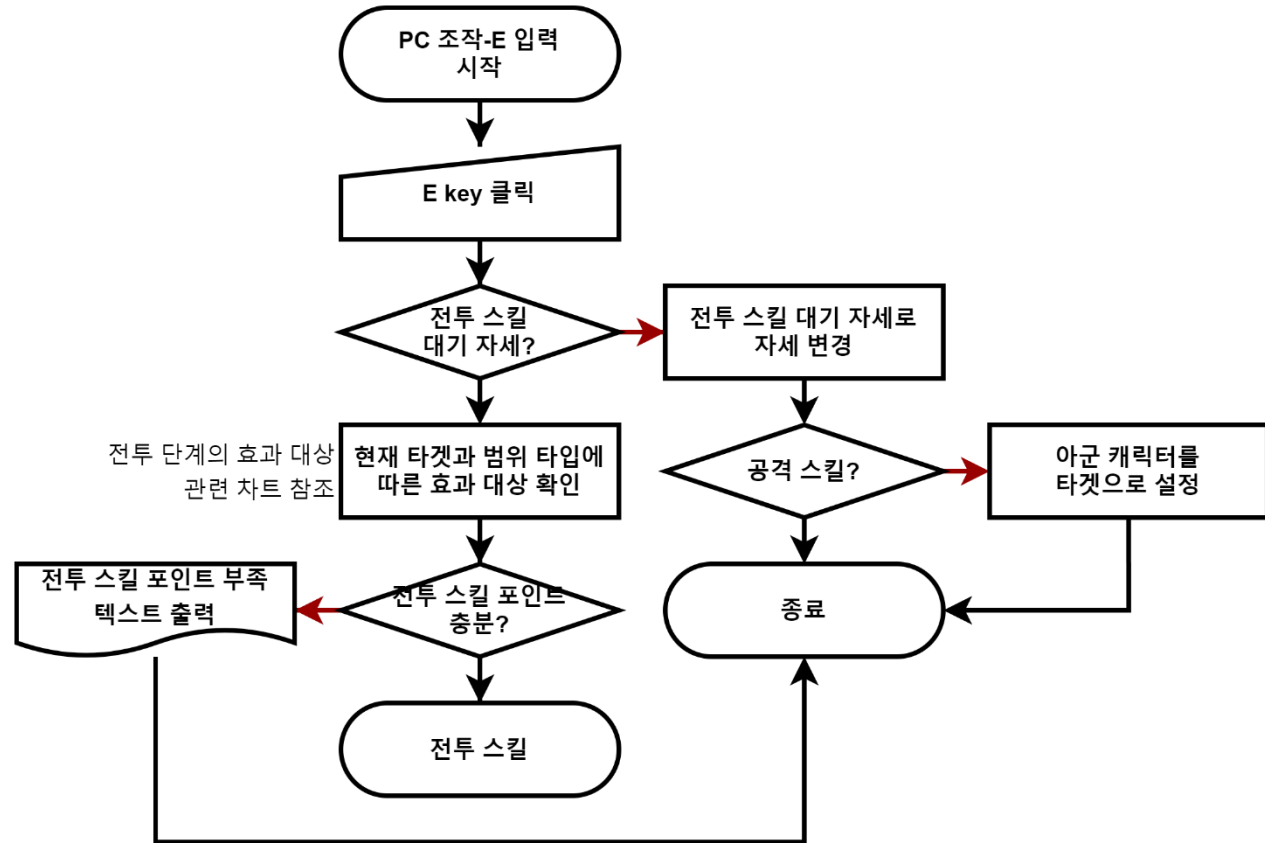 PC 조작-E 입력
시작
E key 클릭
전투 스킬
대기 자세?
전투 스킬 대기 자세로
자세 변경
전투 단계의 효과 대상
관련 차트 참조
현재 타겟과 범위 타입에
따른 효과 대상 확인
공격 스킬?
아군 캐릭터를
타겟으로 설정
전투 스킬 포인트 부족
텍스트 출력
전투 스킬 포인트
충분?
종료
전투 스킬